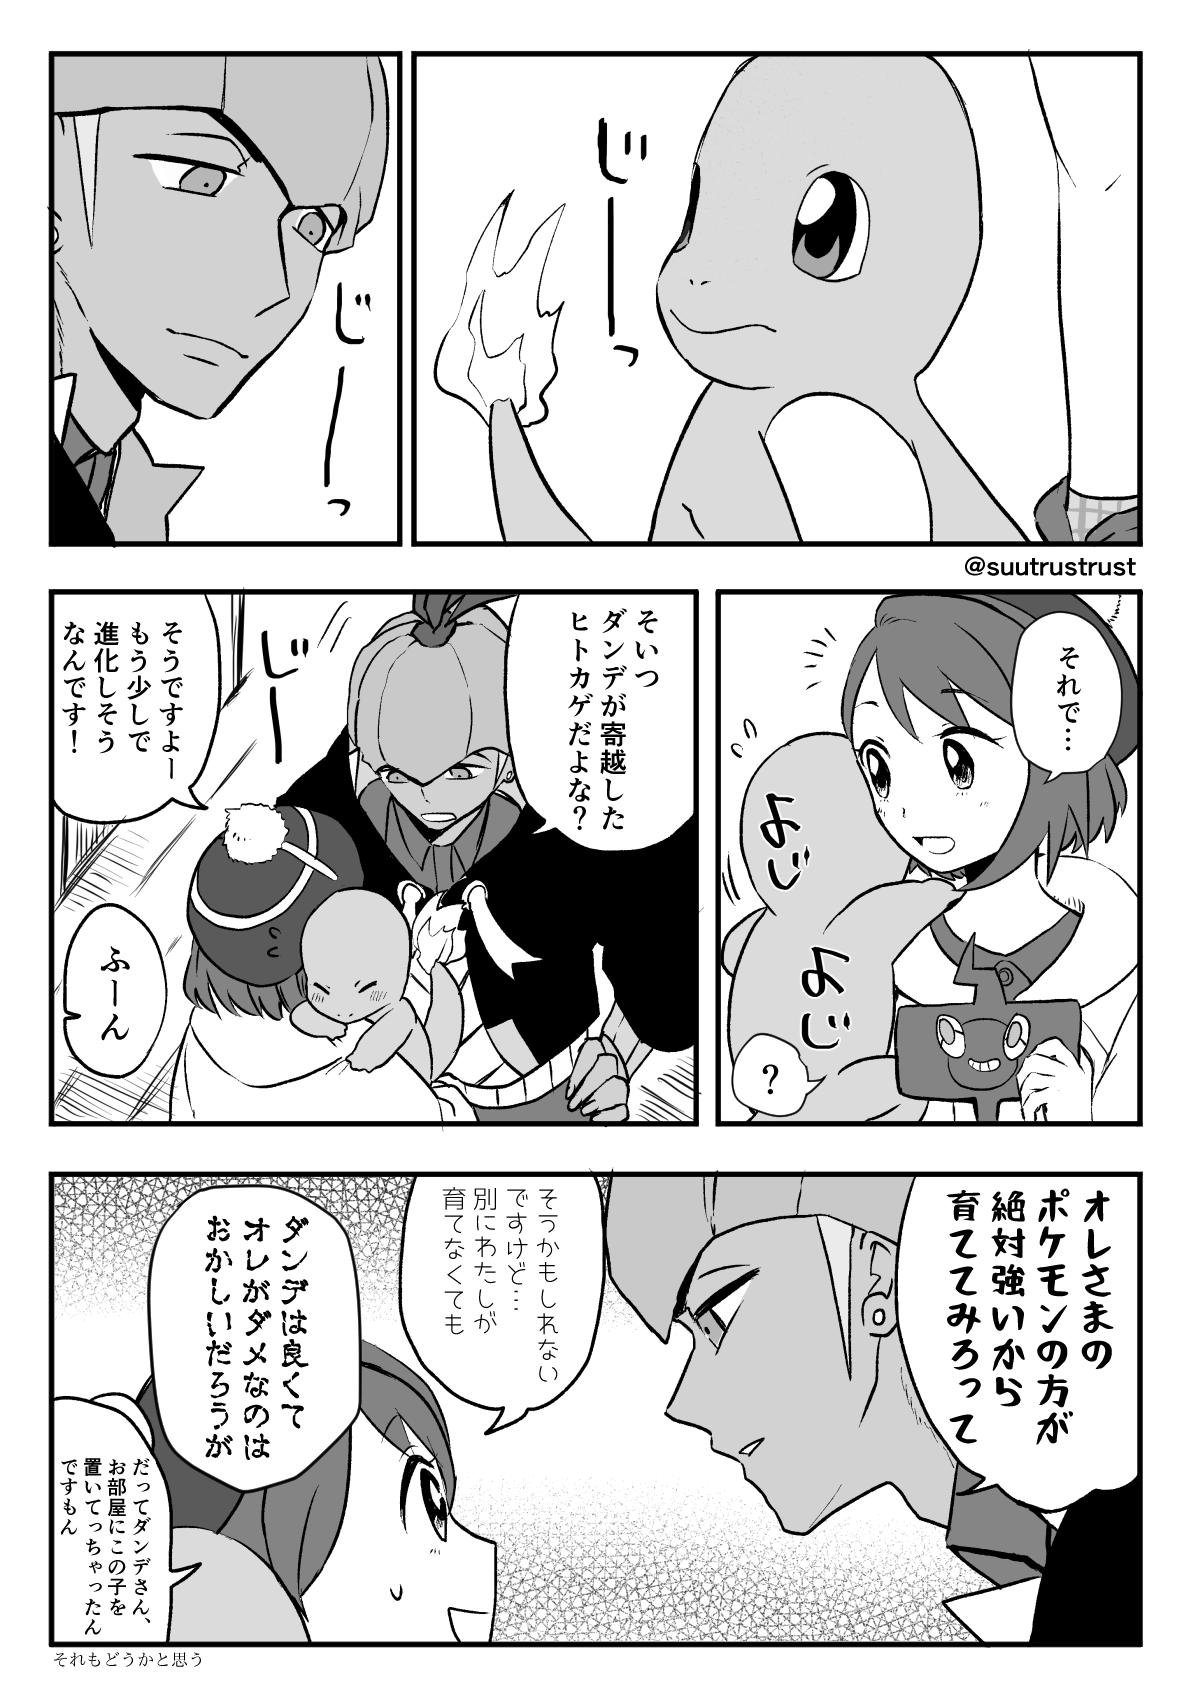 じーっ
じーっ
@suutrustrust
それで…
よじ
よじ
?
そいつ
ダンデが寄越した
ヒトカゲだよな?
じーっ
そうですよー
もう少しで
進化しそう
なんです!
ふーん
オレさまの
ポケモンの方が
絶対強いから
育ててみろって
そうかもしれない
ですけど…
別にわたしが
育てなくても
ダンデは良くて
オレがダメなのは
おかしいだろうが
だってダンデさん、
お部屋にこの子を
置いてっちゃったん
ですもん
それもどうかと思う